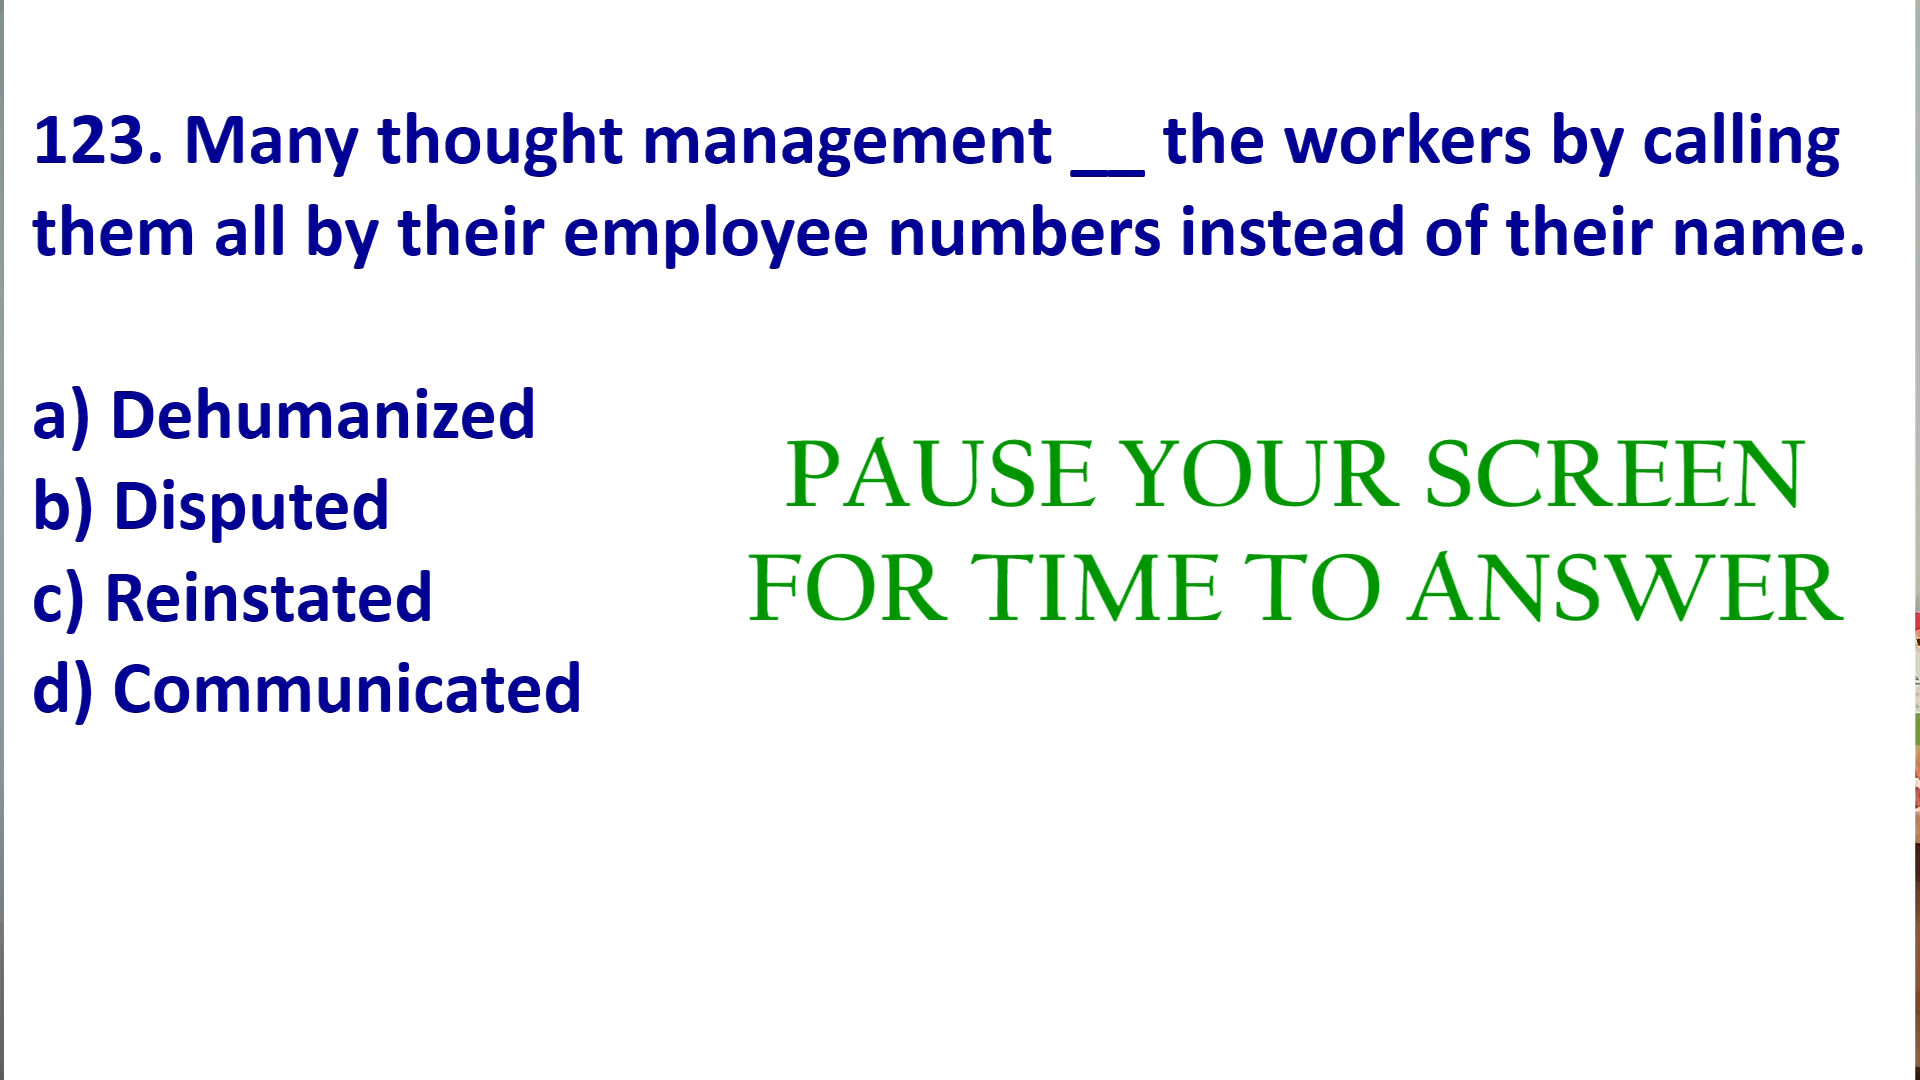 123. Many thought management __ the workers by calling
them all by their employee numbers instead of their name.
a) Dehumanized
b) Disputed
c) Reinstated
d) Communicated
PAUSE YOUR SCREEN
FOR TIME TO ANSWER